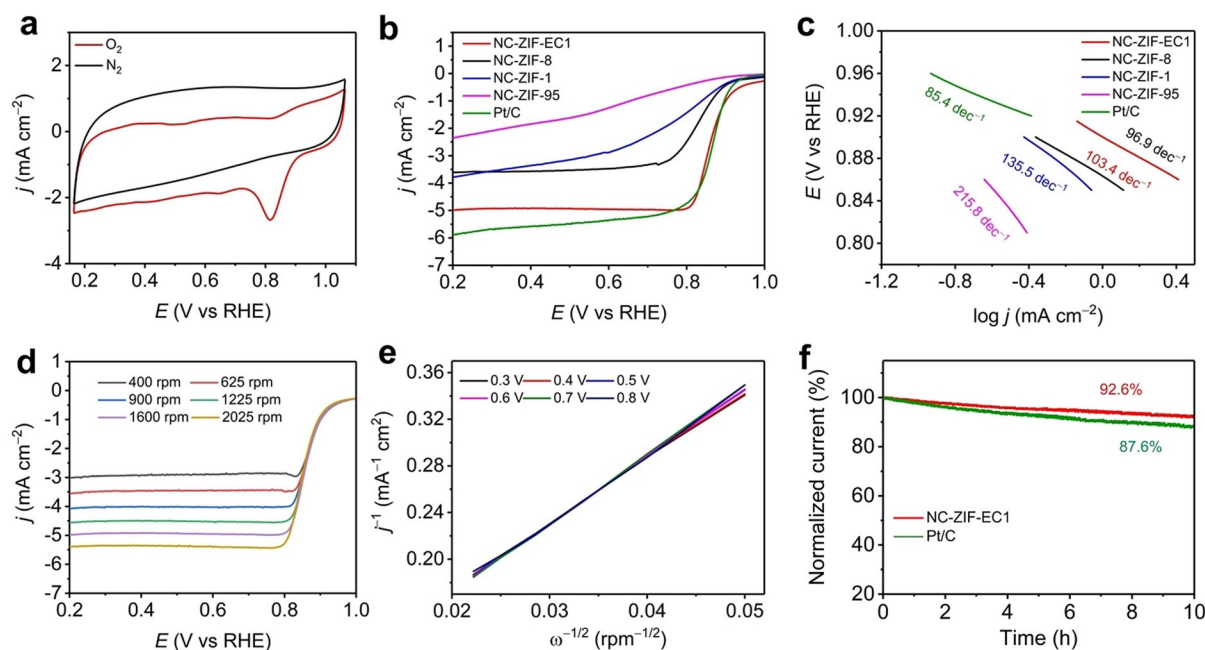 a
O₂
N₂
4
2
0
-2
-4
j (mA cm⁻²)
0.2 0.4 0.6 0.8 1.0
E (V vs RHE)
b
NC-ZIF-EC1
NC-ZIF-8
NC-ZIF-1
NC-ZIF-95
Pt/C
2
1
0
-1
-2
-3
-4
-5
-6
-7
j (mA cm⁻²)
0.2 0.4 0.6 0.8 1.0
E (V vs RHE)
c
NC-ZIF-EC1
NC-ZIF-8
NC-ZIF-1
NC-ZIF-95
Pt/C
85.4 dec⁻¹
96.9 dec⁻¹
103.4 dec⁻¹
135.5 dec⁻¹
215.8 dec⁻¹
0.96
0.92
0.88
0.84
0.80
E (V vs RHE)
-1.2 -0.8 -0.4 0.0 0.4
log j (mA cm⁻²)
d
400 rpm 625 rpm
900 rpm 1225 rpm
1600 rpm 2025 rpm
1
0
-1
-2
-3
-4
-5
-6
-7
j (mA cm⁻²)
0.2 0.4 0.6 0.8 1.0
E (V vs RHE)
e
0.3 V 0.4 V 0.5 V
0.6 V 0.7 V 0.8 V
0.36
0.32
0.28
0.24
0.20
j⁻¹ (mA⁻¹ cm²)
0.02 0.03 0.04 0.05
ω⁻¹/² (rpm⁻¹/²)
f
92.6%
87.6%
NC-ZIF-EC1
Pt/C
100
80
60
40
20
Normalized current (%)
0 2 4 6 8 10
Time (h)